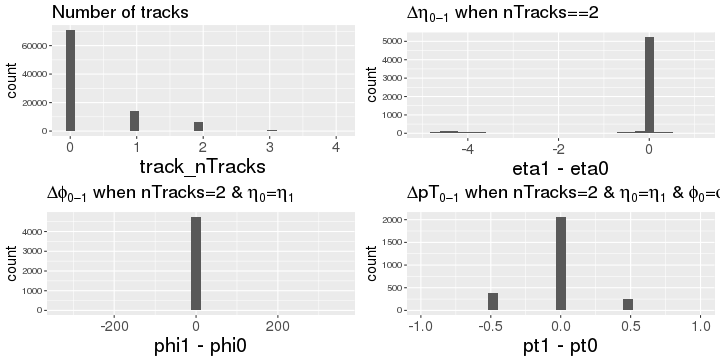 Number of tracks
count
60000
40000
20000
0
0 1 2 3 4
track_nTracks
Δη0−1 when nTracks==2
count
5000
4000
3000
2000
1000
0
-4 -2 0
eta1 - eta0
Δϕ0−1 when nTracks=2 & η0=η1
count
4000
3000
2000
1000
0
-200 0 200
phi1 - phi0
ΔpT0−1 when nTracks=2 & η0=η1 & ϕ0=
count
2000
1500
1000
500
0
-1.0 -0.5 0.0 0.5 1.0
pt1 - pt0